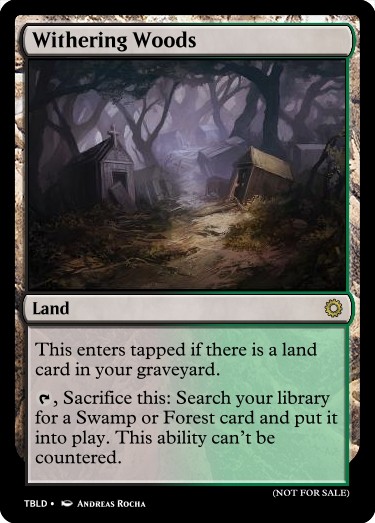 Withering Woods
Land
This enters tapped if there is a land
card in your graveyard.
, Sacrifice this: Search your library
for a Swamp or Forest card and put it
into play. This ability can't be
countered.
(NOT FOR SALE)
TBLD • Andreas Rocha